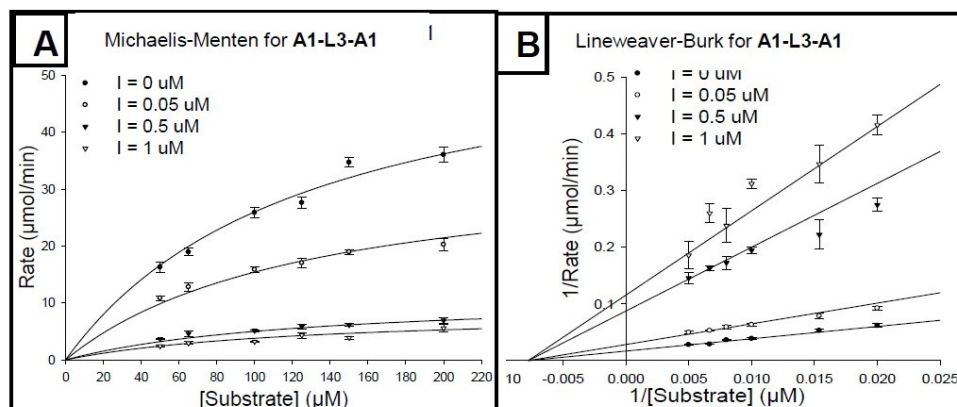 A
Michaelis-Menten for A1-L3-A1
I
I = 0 uM
I = 0.05 uM
I = 0.5 uM
I = 1 uM
Rate (µmol/min)
50
40
30
20
10
0
0 20 40 60 80 100 120 140 160 180 200 220
[Substrate] (µM)
B
Lineweaver-Burk for A1-L3-A1
I = 0 uM
I = 0.05 uM
I = 0.5 uM
I = 1 uM
1/Rate (µmol/min)
0.5
0.4
0.3
0.2
0.1
10 -0.005 0.000 0.005 0.010 0.015 0.020 0.025
1/[Substrate] (µM)